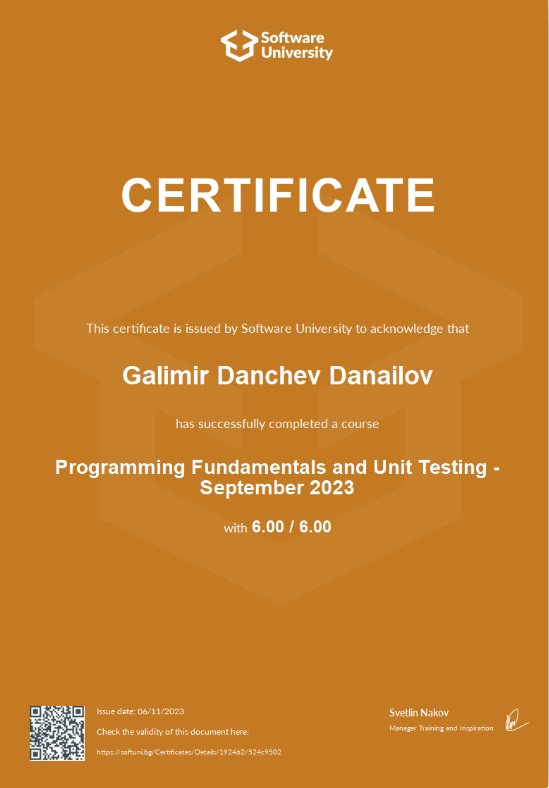 Software
University
CERTIFICATE
This certificate is issued by Software University to acknowledge that
Galimir Danchev Danailov
has successfully completed a course
Programming Fundamentals and Unit Testing -
September 2023
with 6.00 / 6.00
Issue date: 06/11/2023
Check the validity of this document here:
https://softuni.bg/Certificates/Details/192462/524c9502
Svetlin Nakov
Manager Training and Inspiration